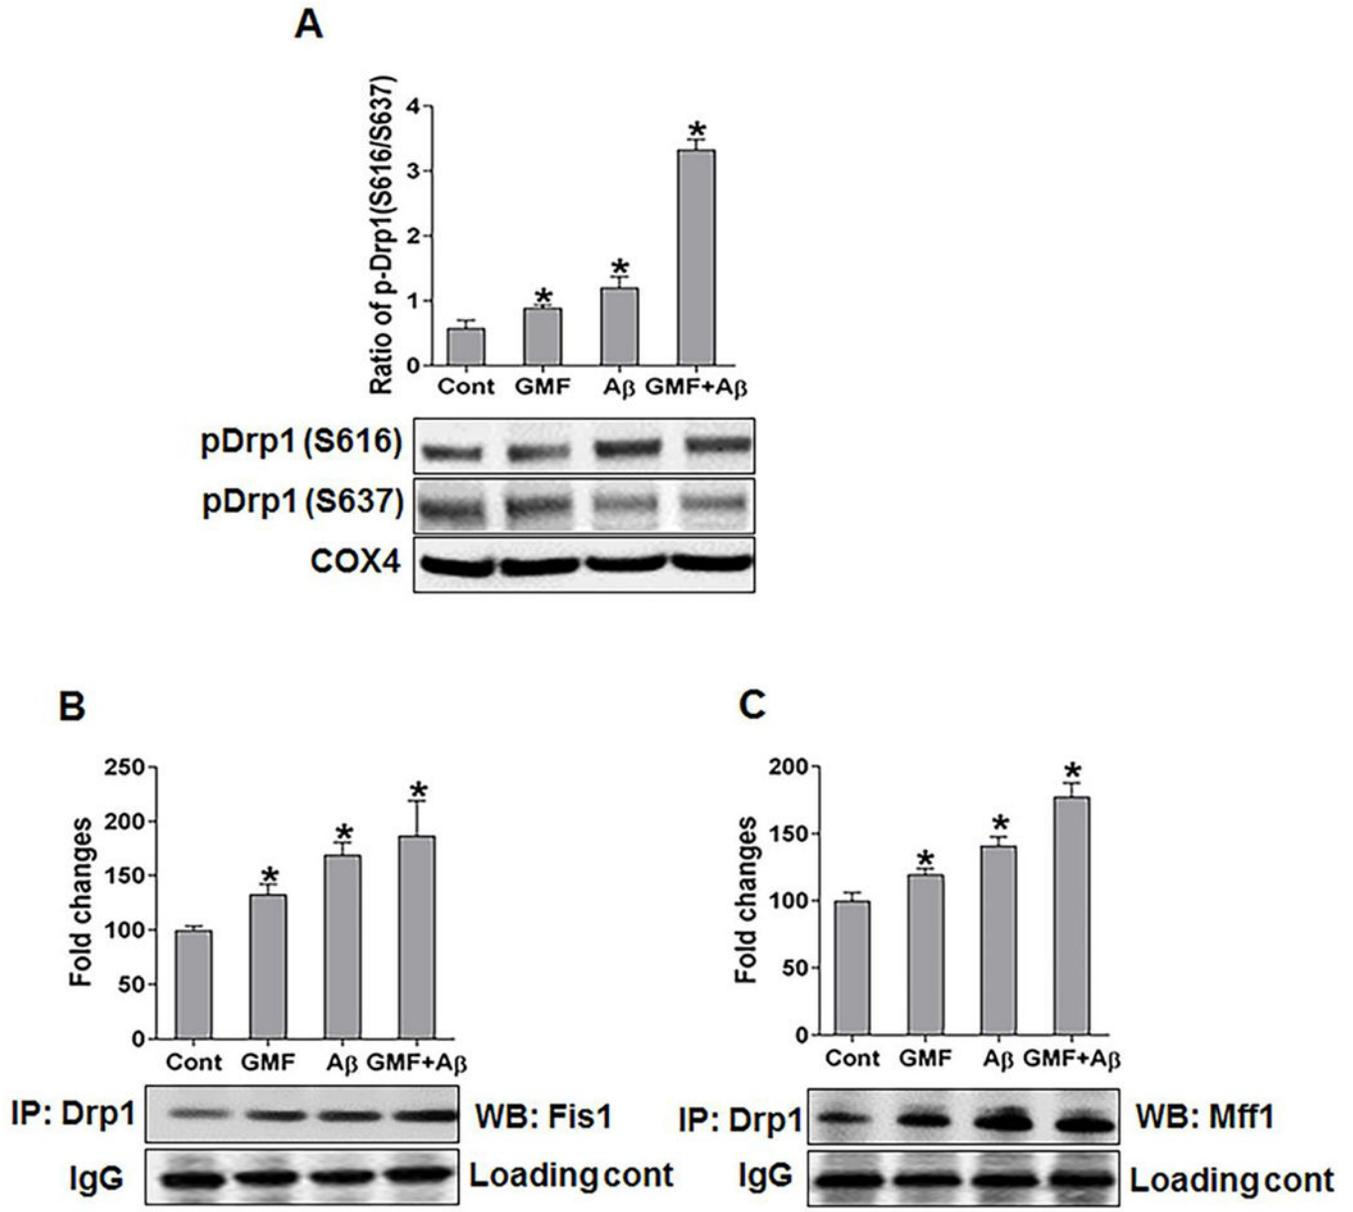 A
Ratio of p-Drp1(S616/S637)
4
3
2
1
0
* * *
Cont GMF Aβ GMF+Aβ
pDrp1 (S616)
pDrp1 (S637)
COX4
B
Fold changes
250
200
150
100
50
0
* * *
Cont GMF Aβ GMF+Aβ
IP: Drp1 WB: Fis1
IgG Loading cont
C
Fold changes
200
150
100
50
0
* * *
Cont GMF Aβ GMF+Aβ
IP: Drp1 WB: Mff1
IgG Loading cont